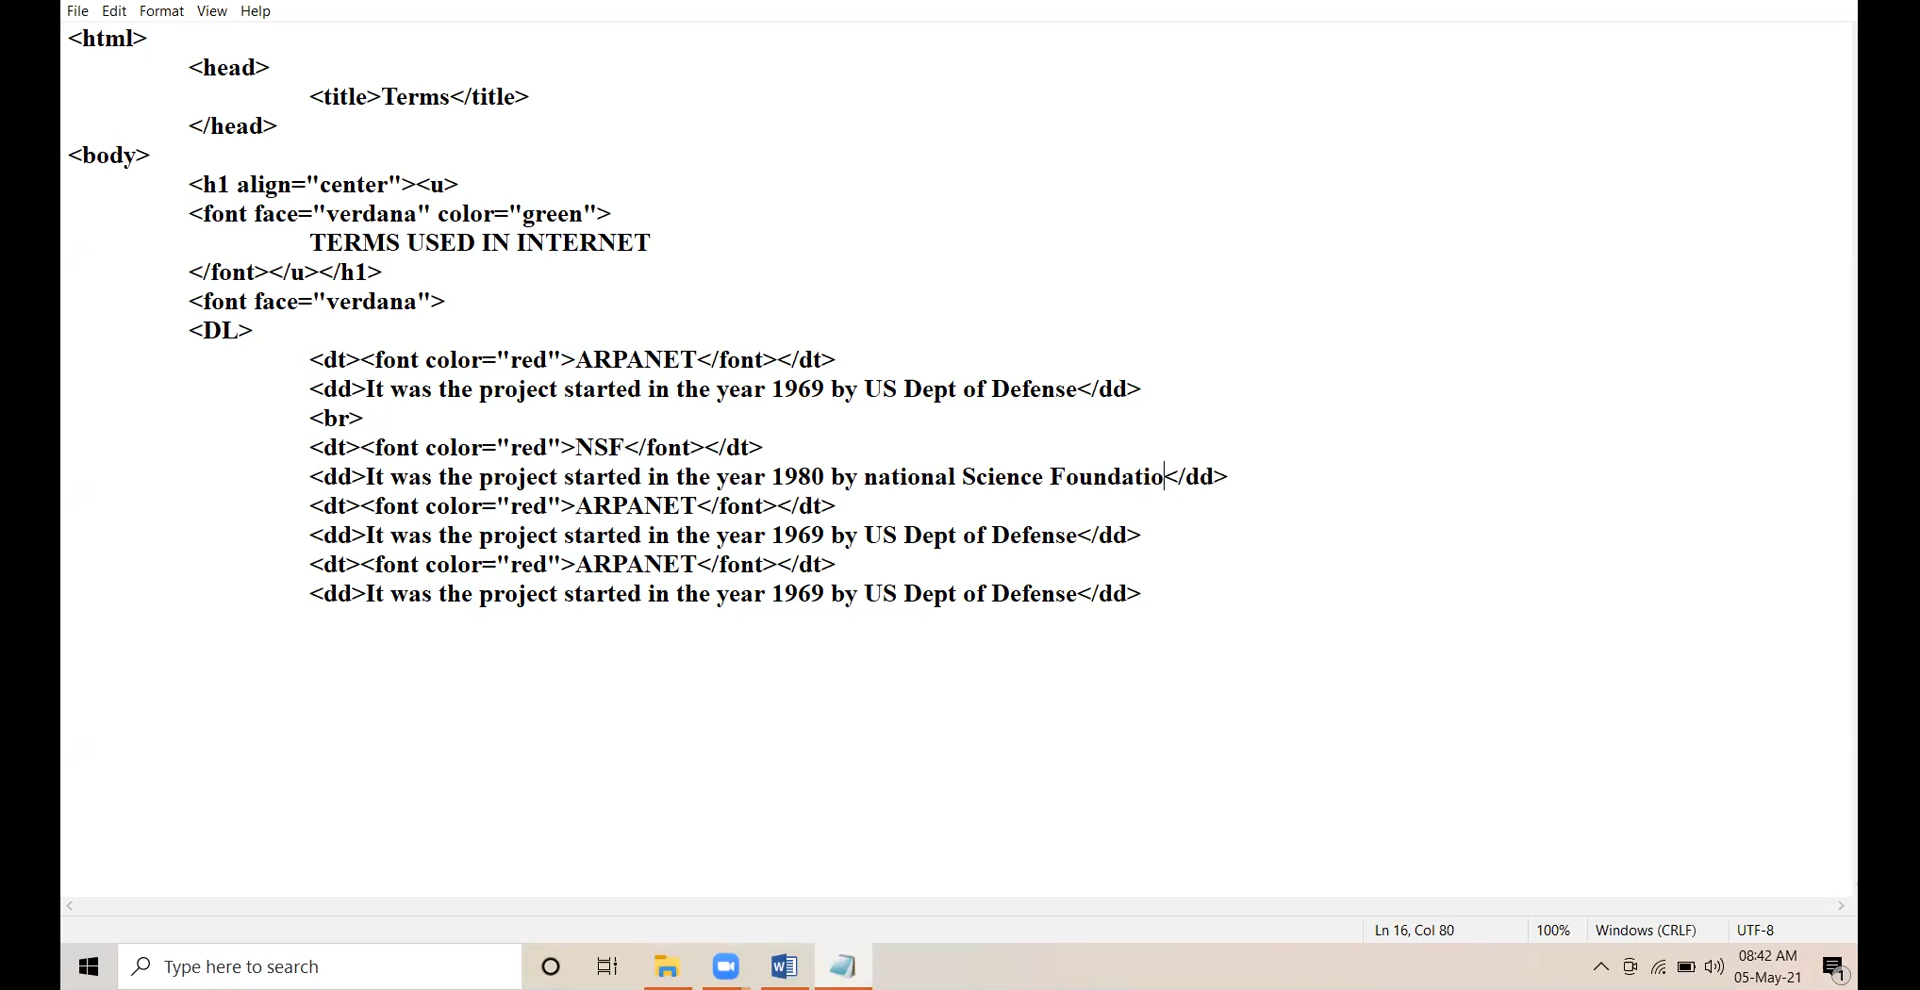 File Edit Format View Help
<html>
<head>
<title>Terms</title>
</head>
<body>
<h1 align="center"><u>
<font face="verdana" color="green">
TERMS USED IN INTERNET
</font></u></h1>
<font face="verdana">
<DL>
<dt><font color="red">ARPANET</font></dt>
<dd>It was the project started in the year 1969 by US Dept of Defense</dd>
<br>
<dt><font color="red">NSF</font></dt>
<dd>It was the project started in the year 1980 by national Science Foundatio</dd>
<dt><font color="red">ARPANET</font></dt>
<dd>It was the project started in the year 1969 by US Dept of Defense</dd>
<dt><font color="red">ARPANET</font></dt>
<dd>It was the project started in the year 1969 by US Dept of Defense</dd>
Ln 16, Col 80 100% Windows (CRLF) UTF-8
Type here to search
08:42 AM
05-May-21
1